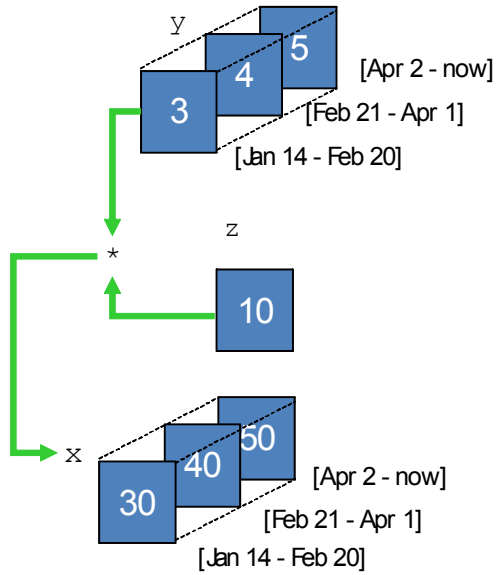 y
5
4
3
[Apr 2 - now]
[Feb 21 - Apr 1]
[Jan 14 - Feb 20]
z
*
10
x
50
40
30
[Apr 2 - now]
[Feb 21 - Apr 1]
[Jan 14 - Feb 20]